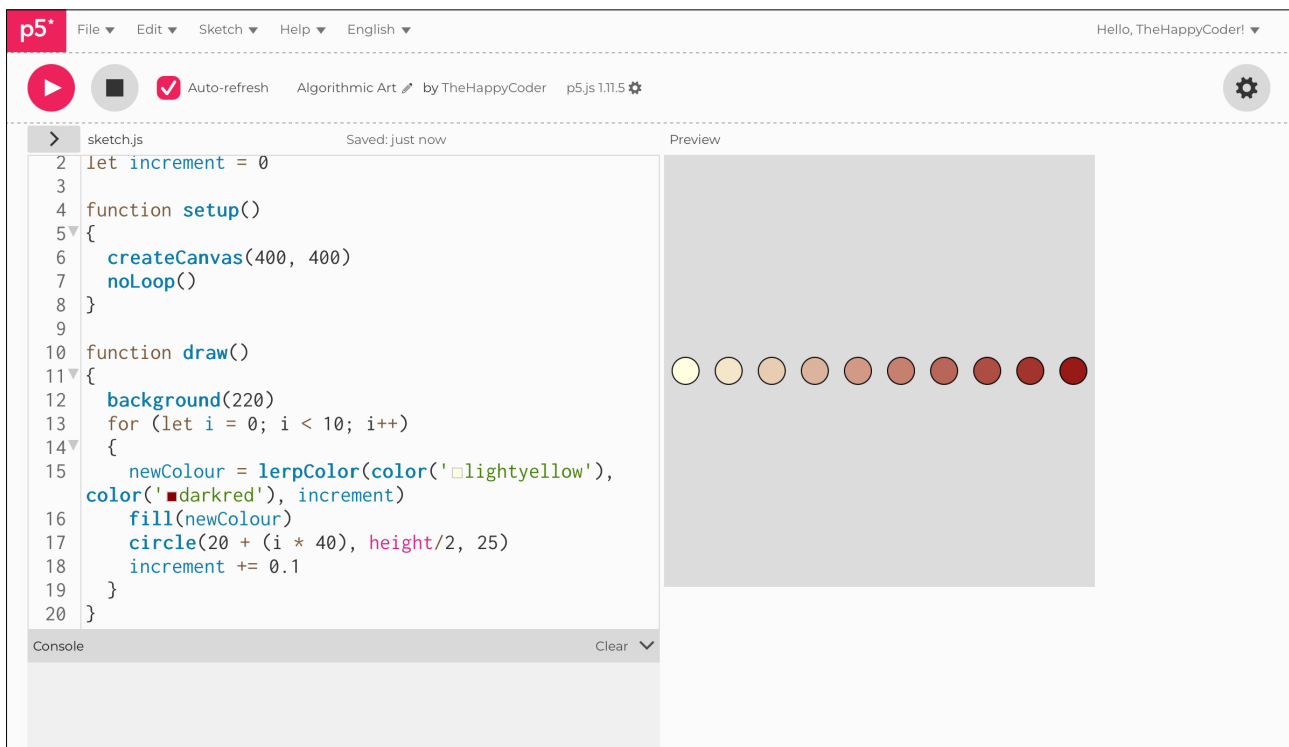 p5*
File Edit Sketch Help English Hello, TheHappyCoder!
Auto-refresh Algorithmic Art by TheHappyCoder p5.js 1.11.5
sketch.js Saved: just now Preview
2 let increment = 0
3
4 function setup()
5 {
6 createCanvas(400, 400)
7 noLoop()
8 }
9
10 function draw()
11 {
12 background(220)
13 for (let i = 0; i < 10; i++)
14 {
15 newColour = lerpColor(color('lightyellow'),
color('darkred'), increment)
16 fill(newColour)
17 circle(20 + (i * 40), height/2, 25)
18 increment += 0.1
19 }
20 }
Console Clear